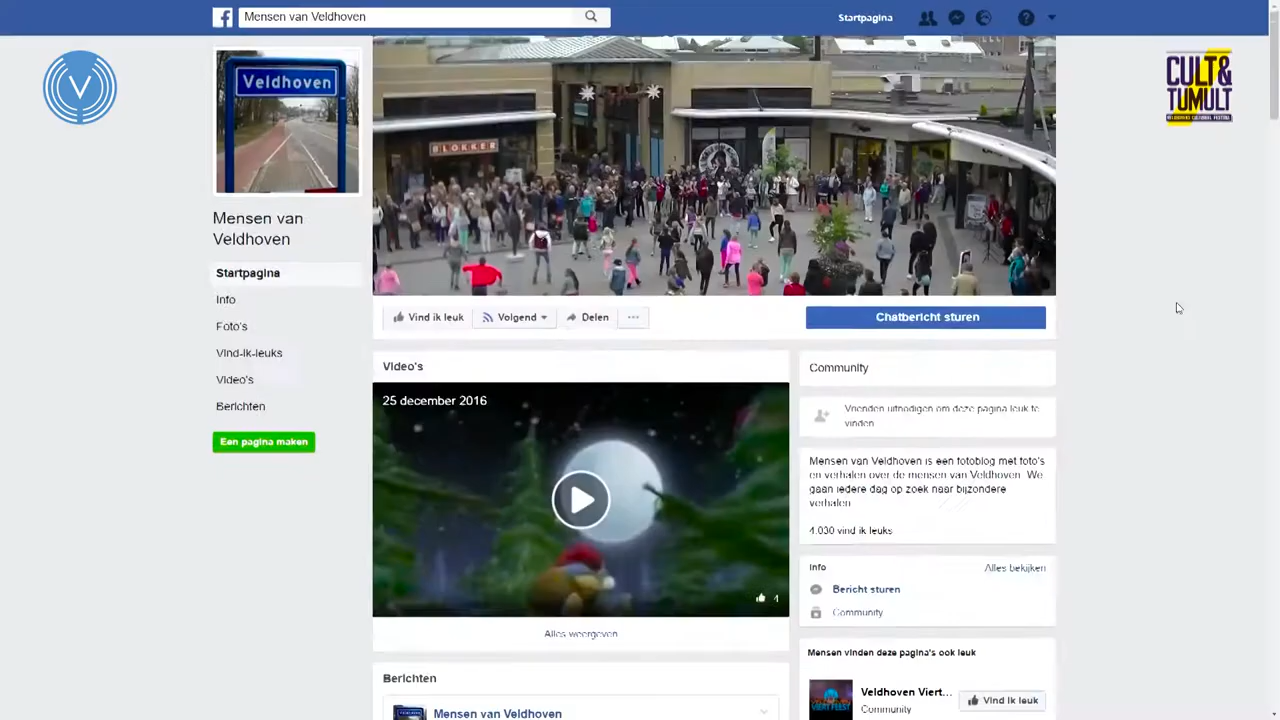 Mensen van Veldhoven
Startpagina
V
CULT&
TUMULT
Veldhoven
BLOKKER
Mensen van
Veldhoven
Startpagina
Info
Foto's
Vind-ik-leuks
Video's
Berichten
Een pagina maken
Vind ik leuk
Volgend
Delen
Chatbericht sturen
Video's
25 december 2016
4
Alles weergeven
Berichten
Mensen van Veldhoven
Community
Vrienden uitnodigen om deze pagina leuk te
vinden
Mensen van Veldhoven is een fotoblog met foto's
en verhalen over de mensen van Veldhoven. We
gaan iedere dag op zoek naar bijzondere
verhalen
4.030 vind ik leuks
Info
Alles bekijken
Bericht sturen
Community
Mensen vinden deze pagina's ook leuk
Veldhoven Viert...
Community
Vind ik leuk